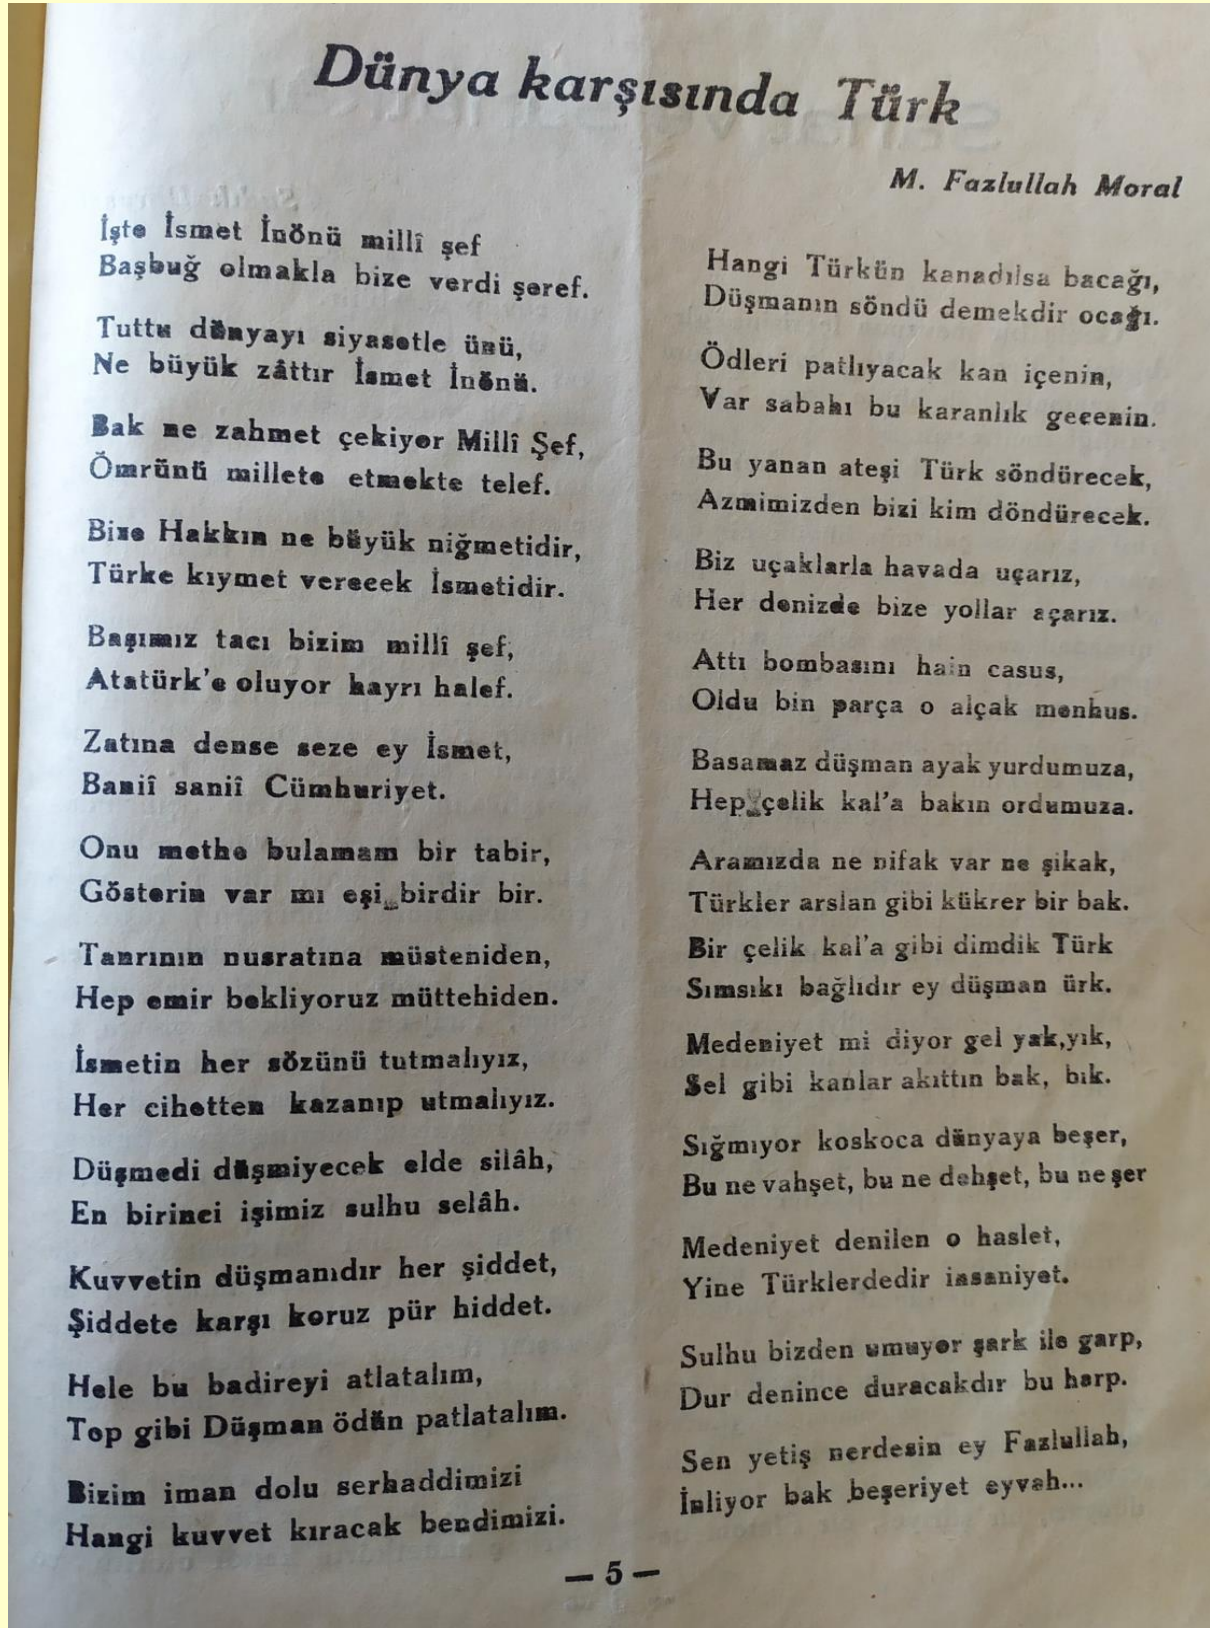 Dünya karşısında Türk
M. Fazlullah Moral
İşte İsmet İnönü millî şef
Başbuğ olmakla bize verdi şeref.
Tuttu dünyayı siyasetle ünü,
Ne büyük zâttır İsmet İnönü.
Bak ne zahmet çekiyor Millî Şef,
Ömrünü millete etmekte telef.
Bize Hakkın ne büyük niğmetidir,
Türke kıymet verecek İsmetidir.
Başımız tacı bizim millî şef,
Atatürk'e oluyor hayrı halef.
Zatına dense seze ey İsmet,
Baniî saniî Cümhuriyet.
Onu methe bulamam bir tabir,
Gösterin var mı eşi birdir bir.
Tanrının nusratına müsteniden,
Hep emir bekliyoruz müttehiden.
İsmetin her sözünü tutmalıyız,
Her cihetten kazanıp utmalıyız.
Düşmedi düşmiyecek elde silâh,
En birinci işimiz sulhu selâh.
Kuvvetin düşmanıdır her şiddet,
Şiddete karşı koruz pür hiddet.
Hele bu badireyi atlatalım,
Top gibi Düşman ödün patlatalım.
Bizim iman dolu serhaddimizi
Hangi kuvvet kıracak bendimizi.
Hangi Türkün kanadılsa bacağı,
Düşmanın söndü demekdir ocağı.
Ödleri patlıyacak kan içenin,
Var sabahı bu karanlık gecenin.
Bu yanan ateşi Türk söndürecek,
Azmimizden bizi kim döndürecek.
Biz uçaklarla havada uçarız,
Her denizde bize yollar açarız.
Attı bombasını hain casus,
Oldu bin parça o alçak menhus.
Basamaz düşman ayak yurdumuza,
Hep çelik kal'a bakın ordumuza.
Aramızda ne nifak var ne şikak,
Türkler arslan gibi kükrer bir bak.
Bir çelik kal'a gibi dimdik Türk
Sımsıkı bağlıdır ey düşman ürk.
Medeniyet mi diyor gel yak,yık,
Sel gibi kanlar akıttın bak, bık.
Sığmıyor koskoca dünyaya beşer,
Bu ne vahşet, bu ne dehşet, bu ne şer
Medeniyet denilen o haslet,
Yine Türklerdedir insaniyet.
Sulhu bizden umuyor şark ile garp,
Dur denince duracakdır bu harp.
Sen yetiş nerdesin ey Fazlullah,
İnliyor bak beşeriyet eyvah...
— 5 —